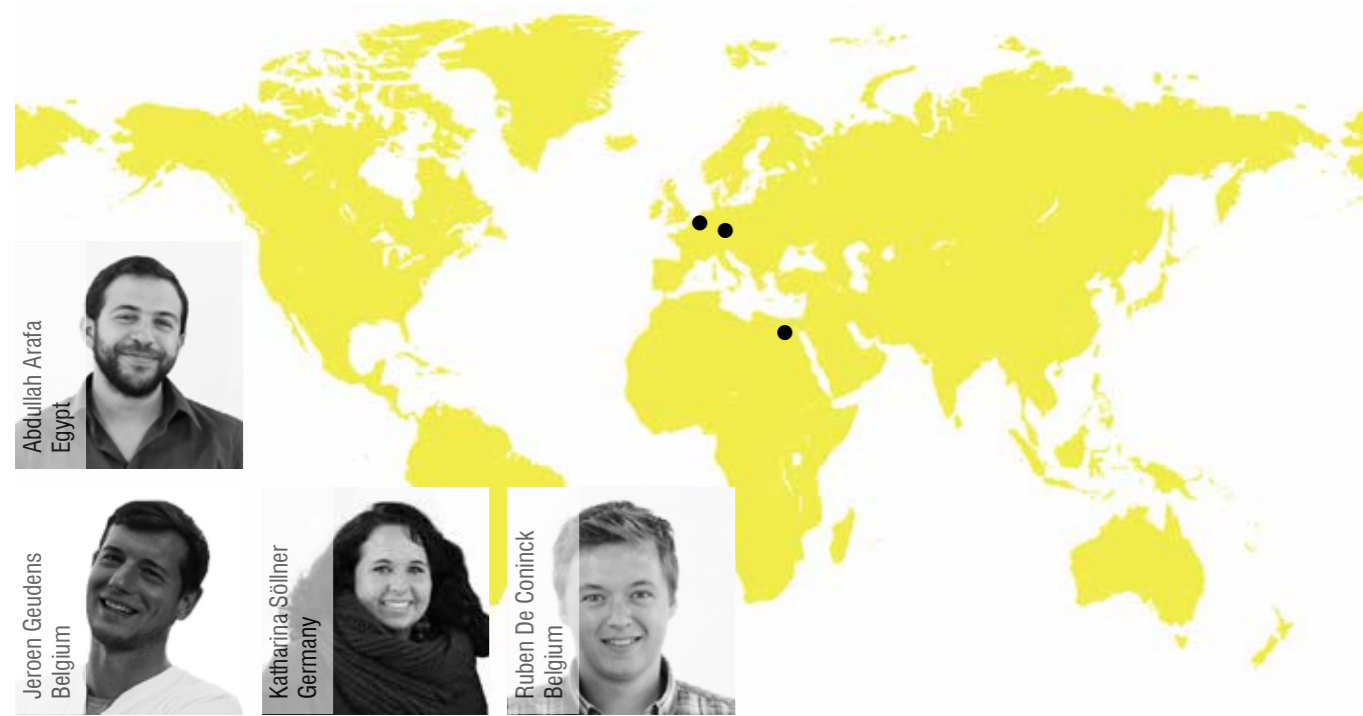 Abdullah Arafa
Egypt
Jeroen Geudens
Belgium
Katharina Söllner
Germany
Ruben De Coninck
Belgium